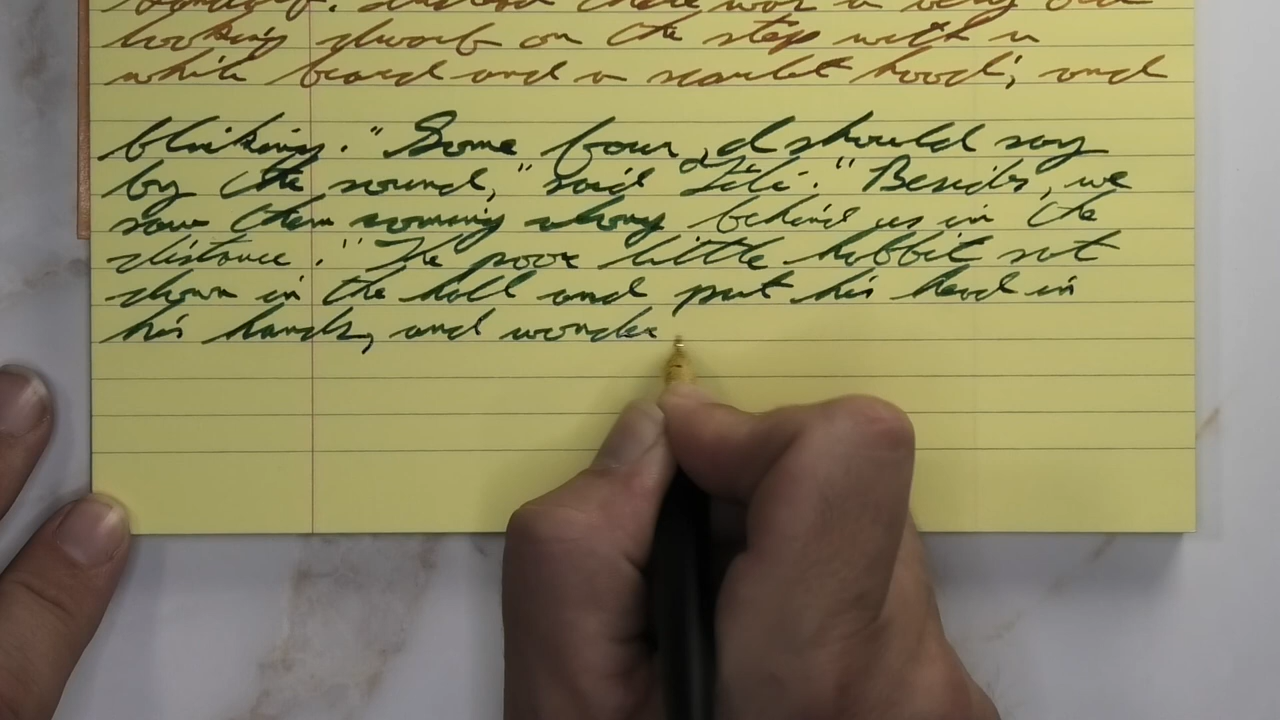 looking dwarf on the step with a
white beard and a scarlet hood; and
blinking. "Some four, I should say
by the sound," said Fili. "Besides, we
saw them coming along behind us in the
distance." The poor little hobbit sat
down in the hall and put his head in
his hands, and wonder